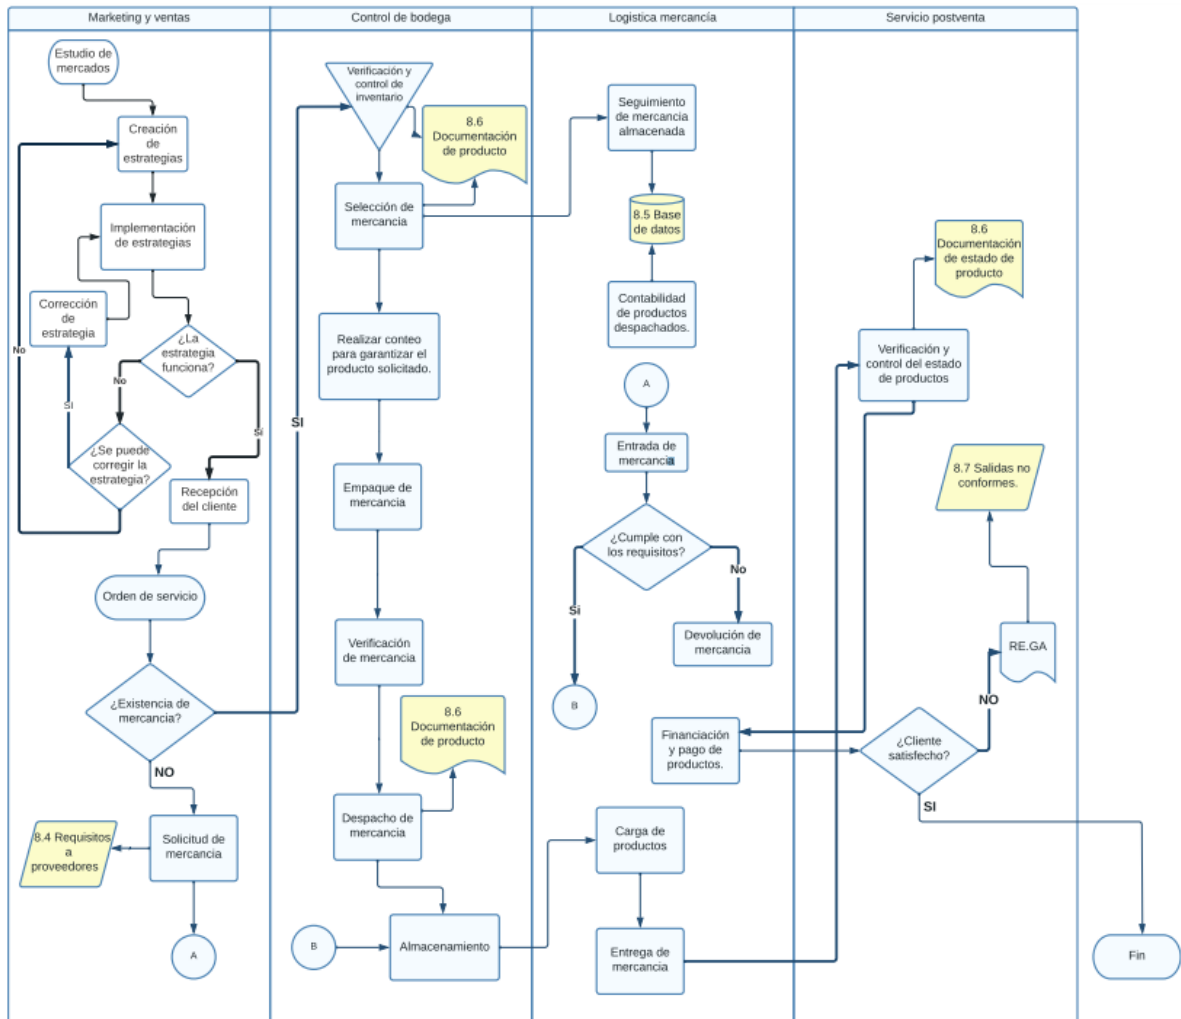 Marketing y ventas
Control de bodega
Logistica mercancía
Servicio postventa
Estudio de
mercados
Creación
de
estrategias
Implementación
de estrategias
Corrección
de
estrategia
¿La
estrategia
funciona?
No
No
SI
Si
¿Se puede
corregir la
estrategia?
Recepción
del cliente
Orden de servicio
¿Existencia de
mercancia?
SI
NO
8.4 Requisitos
a
proveedores
Solicitud de
mercancia
A
Verificación y
control de
inventario
8.6
Documentación
de producto
Selección de
mercancia
Realizar conteo
para garantizar el
producto solicitado.
Empaque de
mercancia
Verificación
de mercancia
8.6
Documentación
de producto
Despacho de
mercancia
B
Almacenamiento
Seguimiento
de mercancia
almacenada
8.5 Base
de datos
Contabilidad
de productos
despachados.
A
Entrada de
mercancia
¿Cumple con
los requisitos?
No
Si
Devolución de
mercancia
B
Financiación
y pago de
productos.
Carga de
productos
Entrega de
mercancia
8.6
Documentación
de estado de
producto
Verificación y
control del estado
de productos
8.7 Salidas no
conformes.
RE.GA
NO
¿Cliente
satisfecho?
SI
Fin